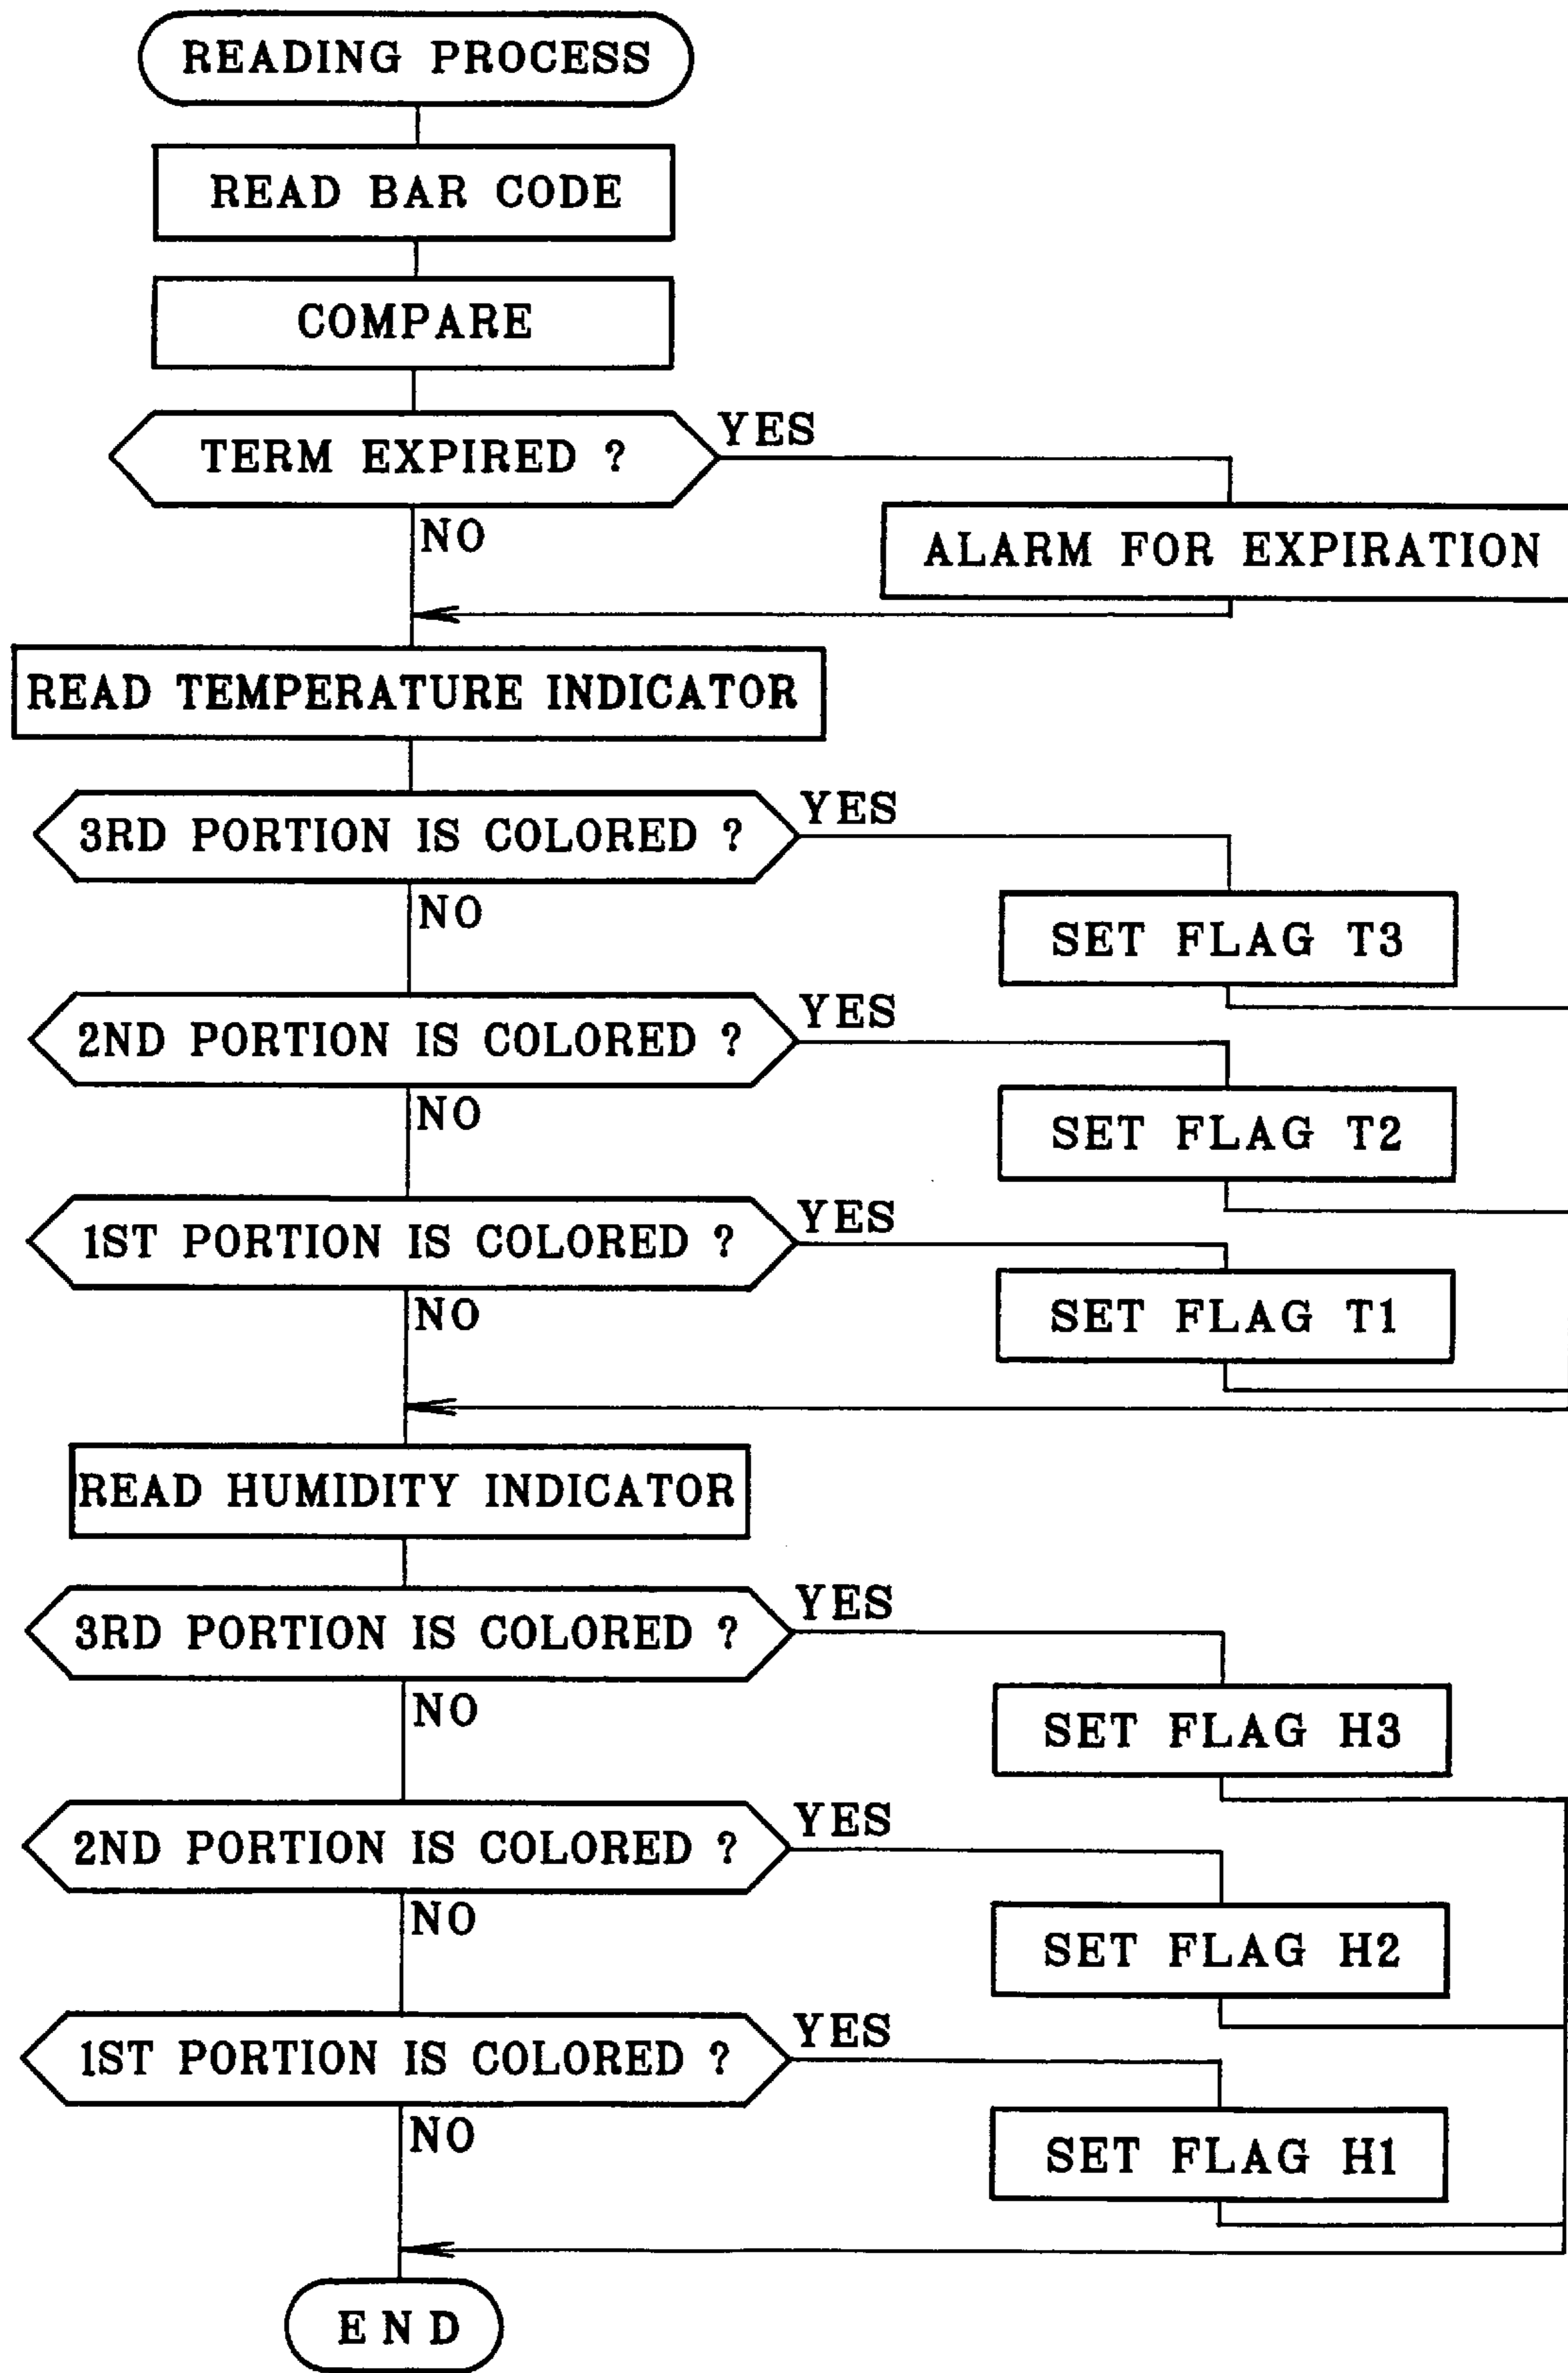 READING PROCESS
READ BAR CODE
COMPARE
TERM EXPIRED ?
YES
NO
ALARM FOR EXPIRATION
READ TEMPERATURE INDICATOR
3RD PORTION IS COLORED ?
YES
NO
SET FLAG T3
2ND PORTION IS COLORED ?
YES
NO
SET FLAG T2
1ST PORTION IS COLORED ?
YES
NO
SET FLAG T1
READ HUMIDITY INDICATOR
3RD PORTION IS COLORED ?
YES
NO
SET FLAG H3
2ND PORTION IS COLORED ?
YES
NO
SET FLAG H2
1ST PORTION IS COLORED ?
YES
NO
SET FLAG H1
END